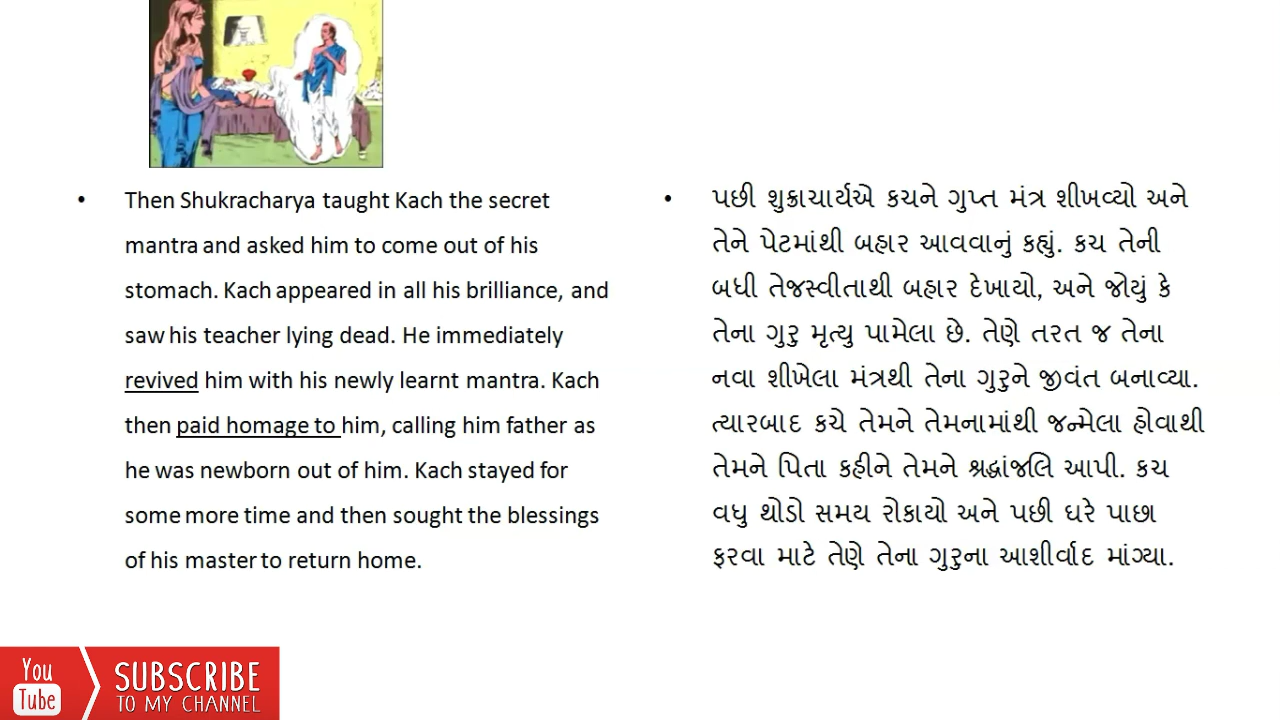 • Then Shukracharya taught Kach the secret
mantra and asked him to come out of his
stomach. Kach appeared in all his brilliance, and
saw his teacher lying dead. He immediately
revived him with his newly learnt mantra. Kach
then paid homage to him, calling him father as
he was newborn out of him. Kach stayed for
some more time and then sought the blessings
of his master to return home.
• પછી શુક્રાચાર્યએ કચને ગુપ્ત મંત્ર શીખવ્યો અને
તેને પેટમાંથી બહાર આવવાનું કહ્યું. કચ તેની
બધી તેજસ્વીતાથી બહાર દેખાયો, અને જોયું કે
તેના ગુરુ મૃત્યુ પામેલા છે. તેણે તરત જ તેના
નવા શીખેલા મંત્રથી તેના ગુરુને જીવંત બનાવ્યા.
ત્યારબાદ કચે તેમને તેમનામાંથી જન્મેલા હોવાથી
તેમને પિતા કહીને તેમને શ્રદ્ધાંજલિ આપી. કચ
વધુ થોડો સમય રોકાયો અને પછી ઘરે પાછા
ફરવા માટે તેણે તેના ગુરુના આશીર્વાદ માંગ્યા.
You
Tube
SUBSCRIBE
TO MY CHANNEL